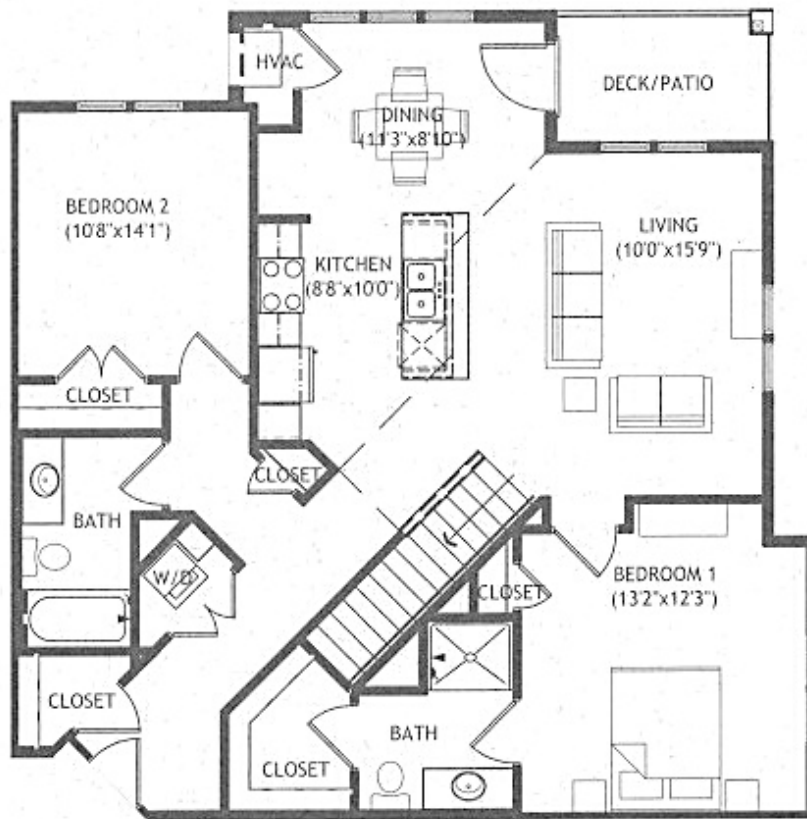 HVAC
DINING
(11'3"x8'10")
DECK/PATIO
BEDROOM 2
(10'8"x14'1")
KITCHEN
(8'8"x10'0")
LIVING
(10'0"x15'9")
CLOSET
CLOSET
BATH
W/D
CLOSET
BEDROOM 1
(13'2"x12'3")
CLOSET
BATH
CLOSET